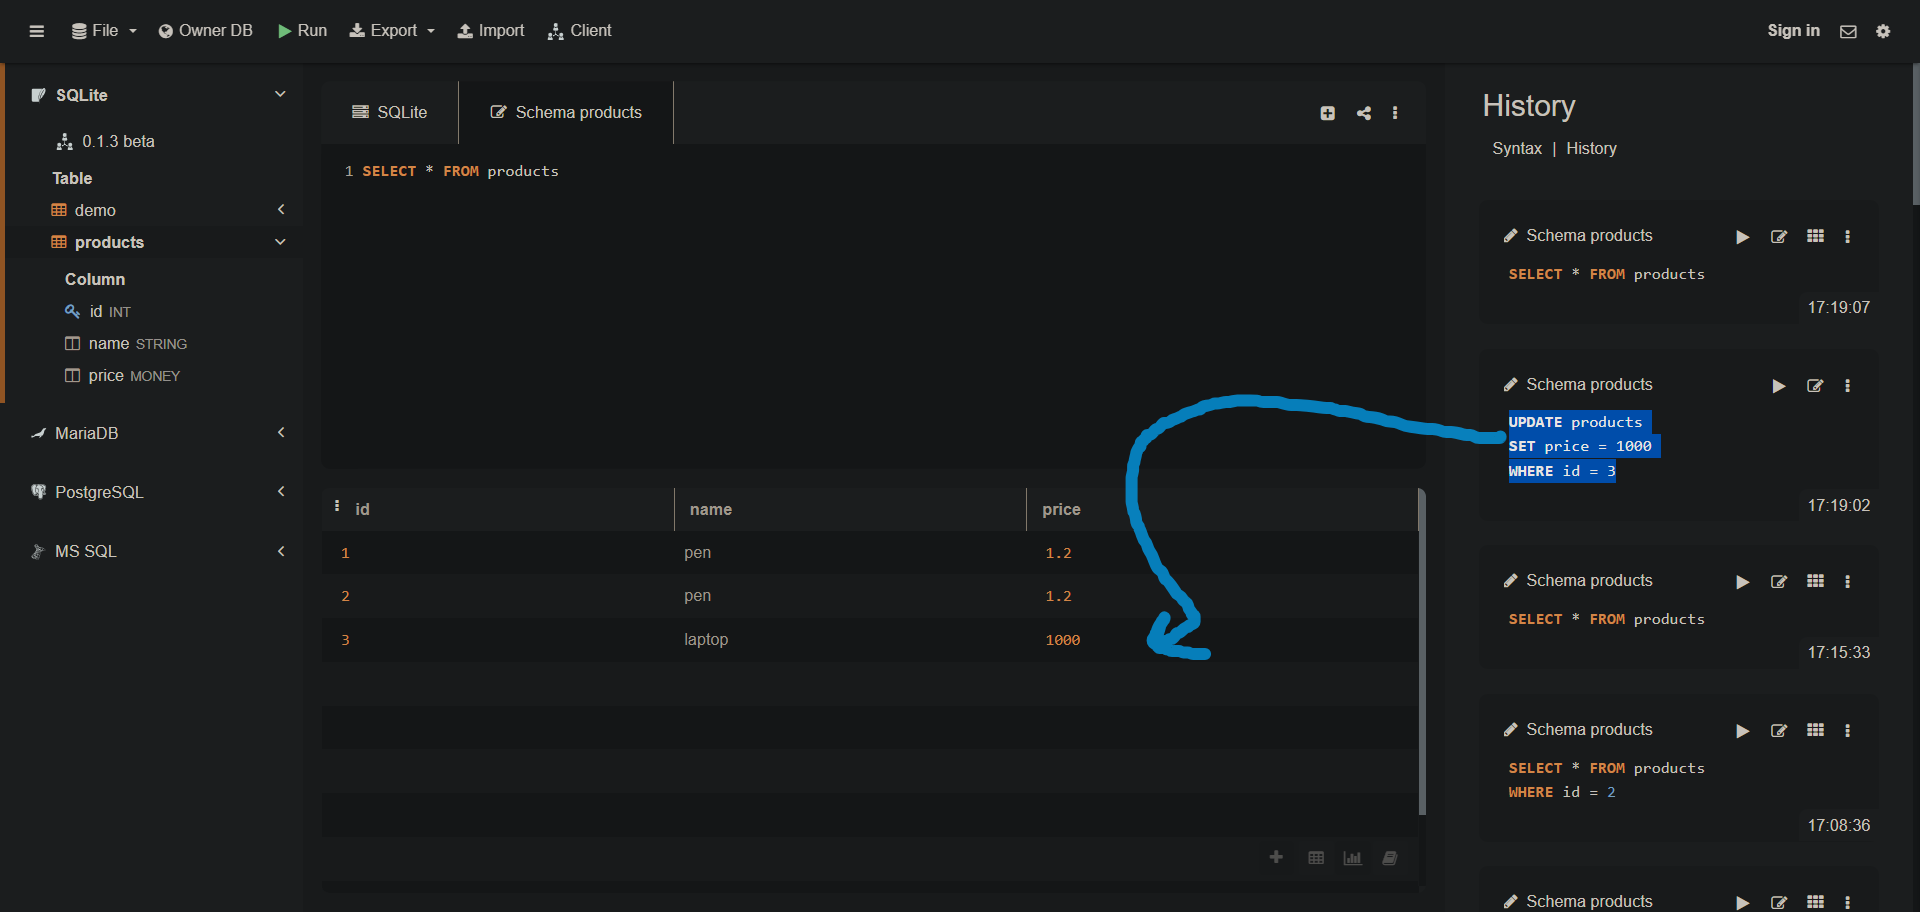 File Owner DB Run Export Import Client Sign in
SQLite
0.1.3 beta
Table
demo
products
Column
id INT
name STRING
price MONEY
MariaDB
PostgreSQL
MS SQL
SQLite Schema products
1 SELECT * FROM products
id name price
1 pen 1.2
2 pen 1.2
3 laptop 1000
History
Syntax | History
Schema products
SELECT * FROM products
17:19:07
Schema products
UPDATE products
SET price = 1000
WHERE id = 3
17:19:02
Schema products
SELECT * FROM products
17:15:33
Schema products
SELECT * FROM products
WHERE id = 2
17:08:36
Schema products